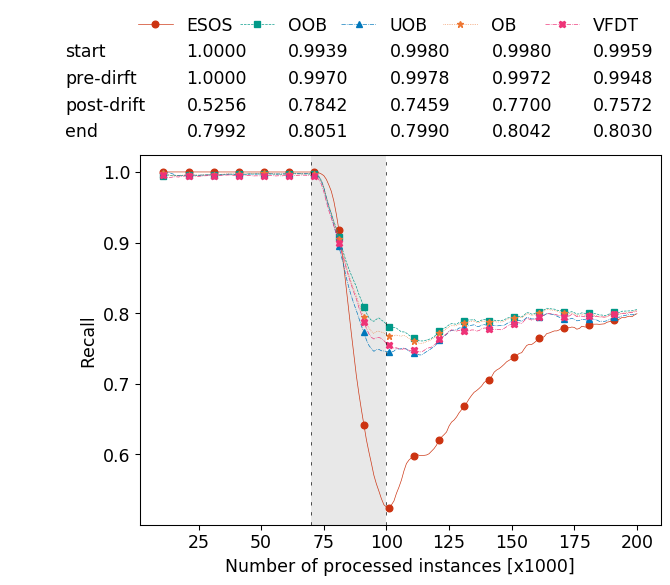 ESOS OOB UOB OB VFDT
start 1.0000 0.9939 0.9980 0.9980 0.9959
pre-dirft 1.0000 0.9970 0.9978 0.9972 0.9948
post-drift 0.5256 0.7842 0.7459 0.7700 0.7572
end 0.7992 0.8051 0.7990 0.8042 0.8030
1.0
0.9
0.8
0.7
0.6
Recall
25 50 75 100 125 150 175 200
Number of processed instances [x1000]